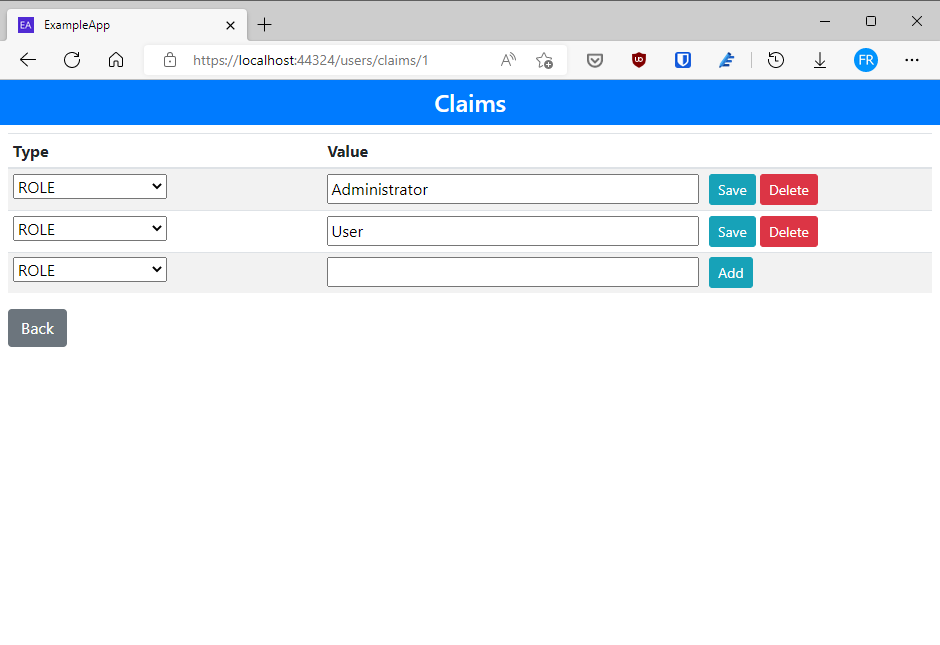 EA ExampleApp
https://localhost:44324/users/claims/1 A UD FR
Claims
Type Value
ROLE Administrator Save Delete
ROLE User Save Delete
ROLE Add
Back